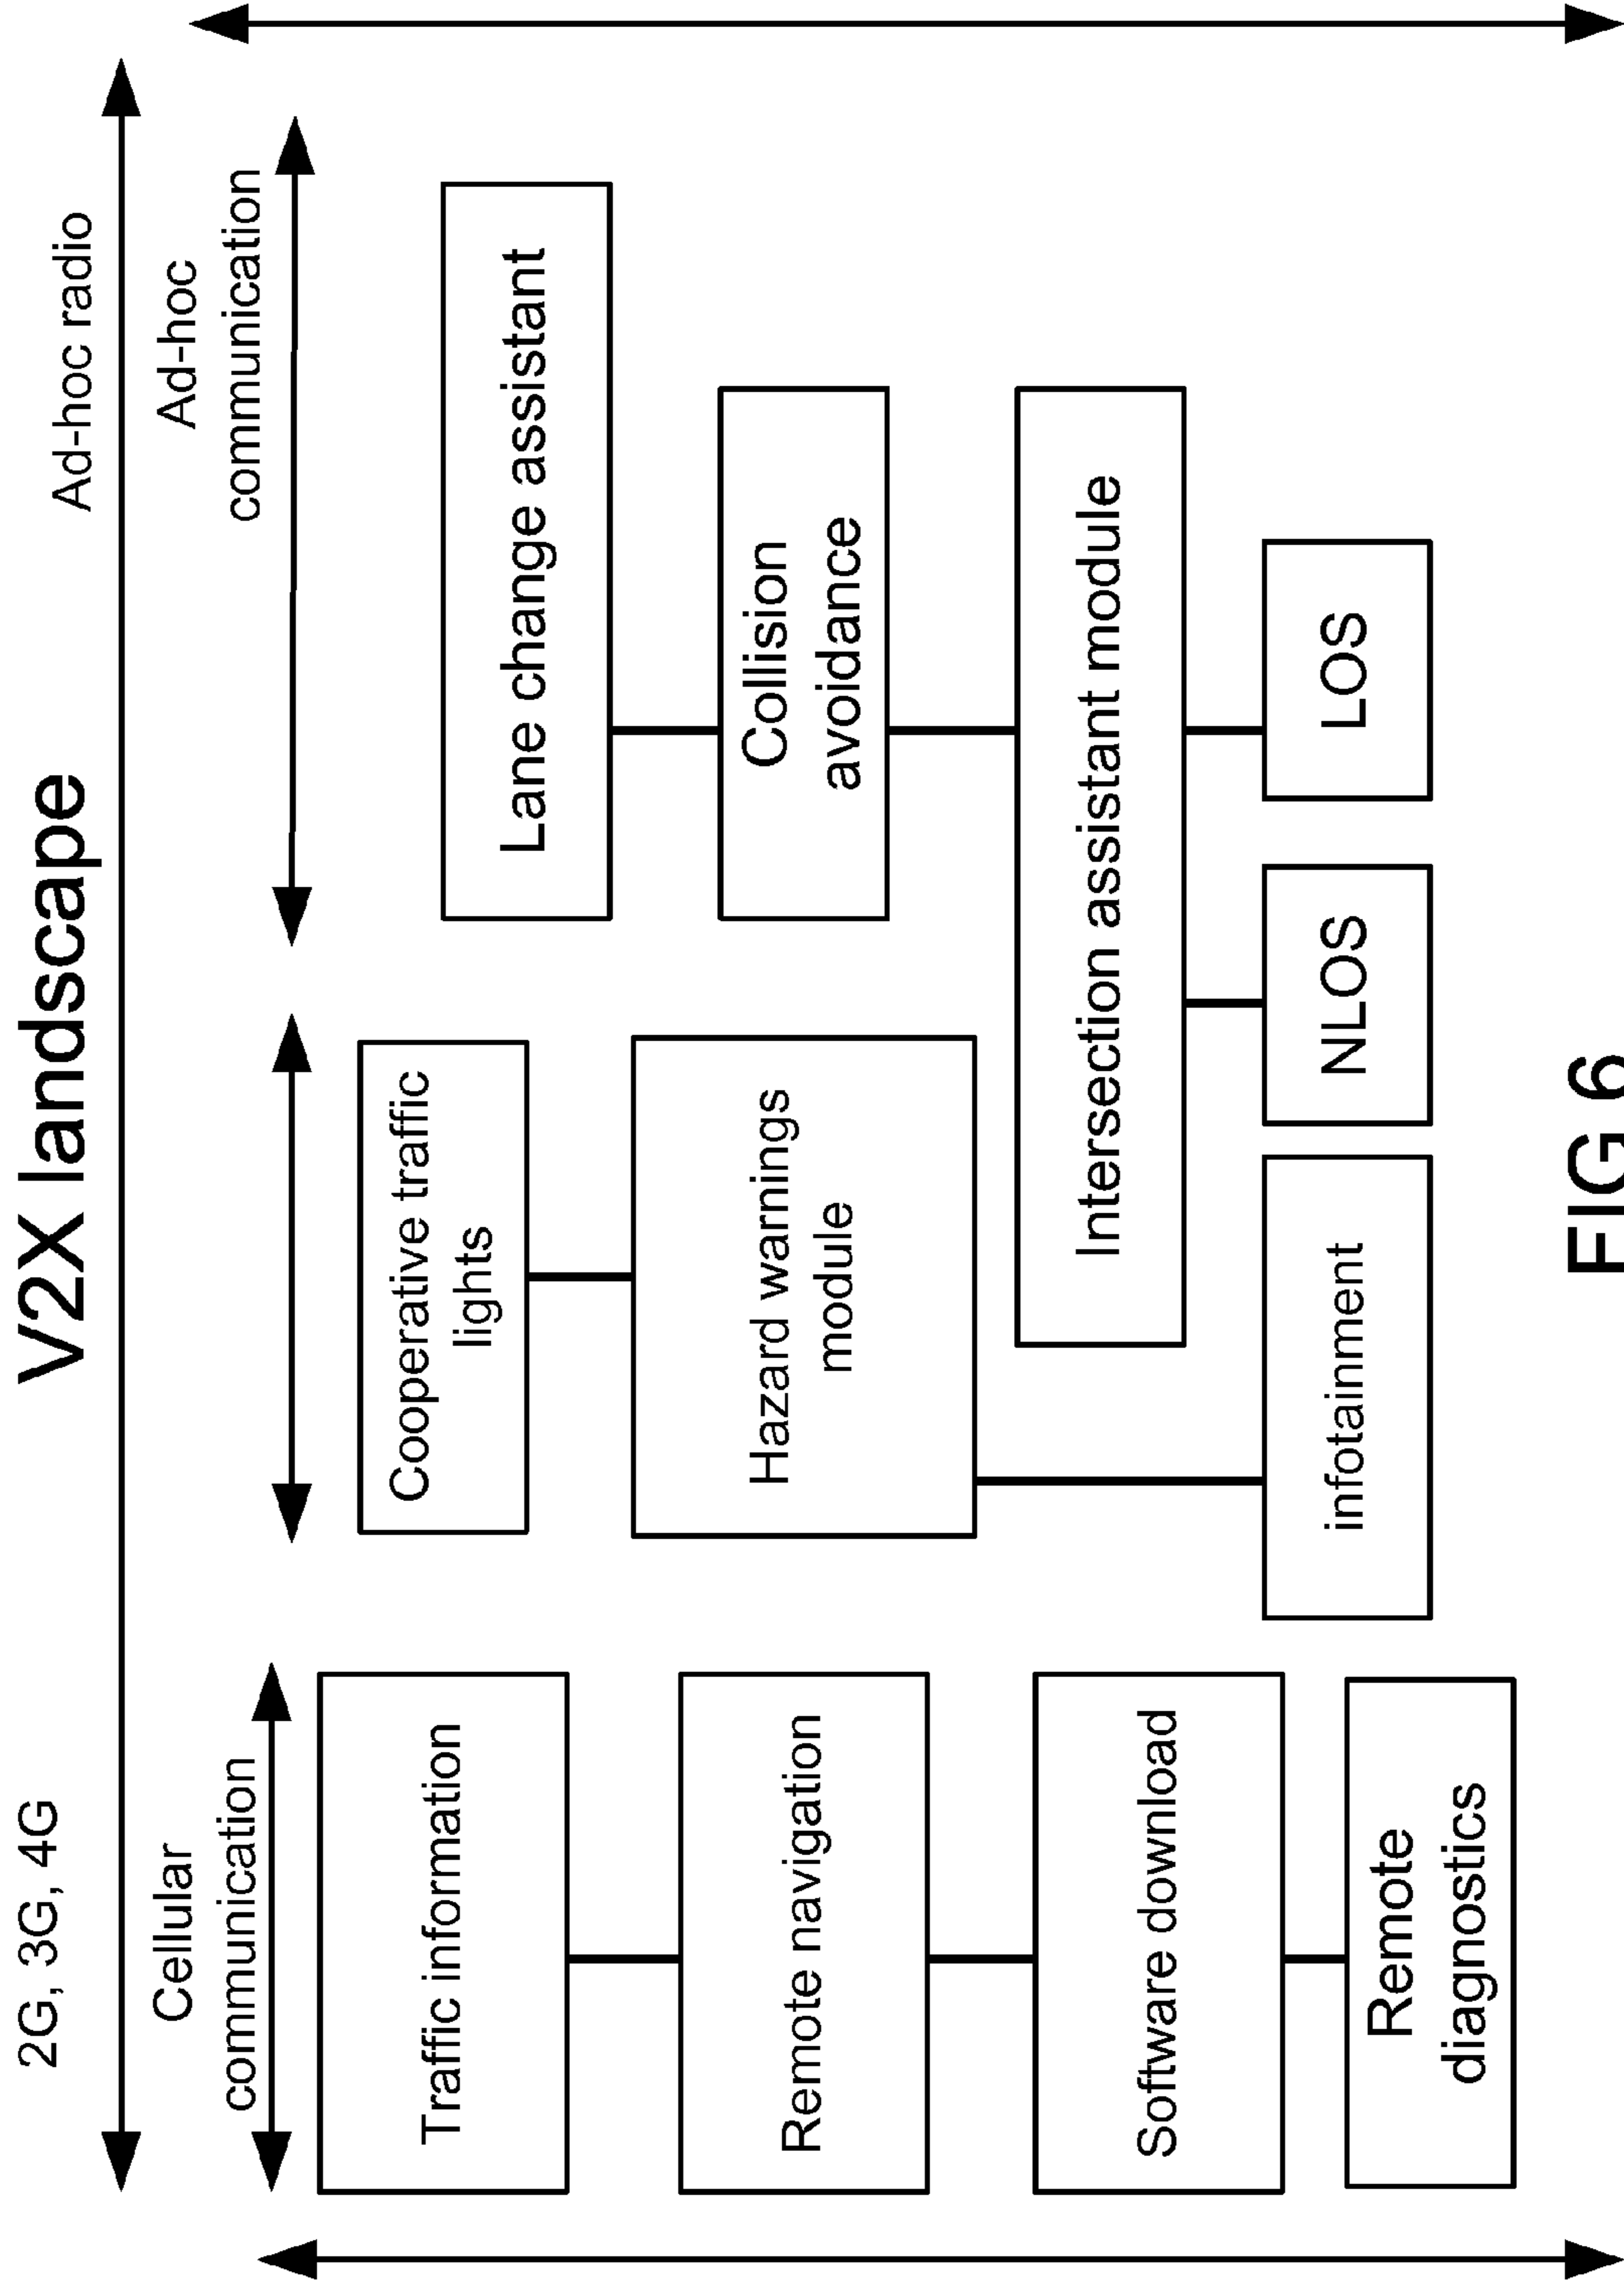 V2X landscape
2G, 3G, 4G
Ad-hoc radio
Cellular
communication
Ad-hoc
communication
Traffic information
Remote navigation
Software download
Remote
diagnostics
Cooperative traffic
lights
Hazard warnings
module
infotainment
Lane change assistant
Collision
avoidance
Intersection assistant module
NLOS
LOS
FIG 6